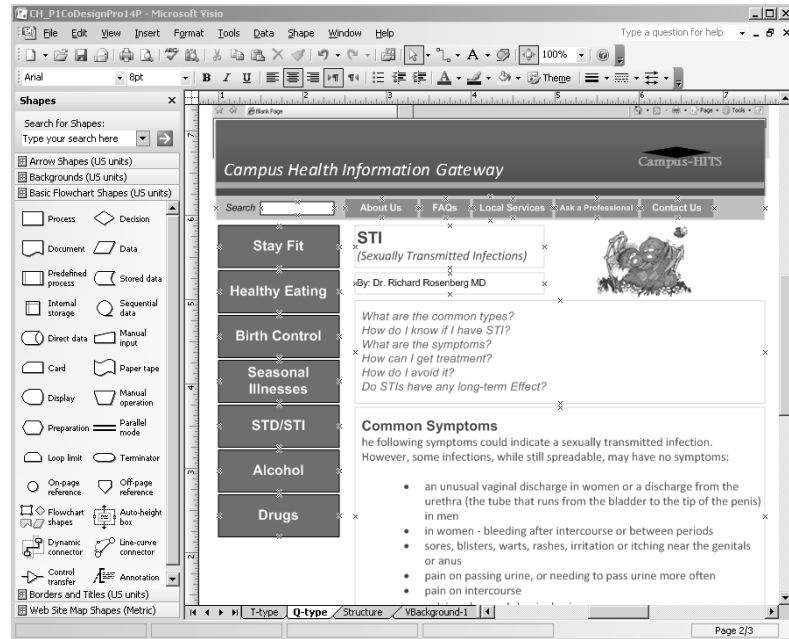 CH_P1CoDesignPro14P - Microsoft Visio
File Edit View Insert Format Tools Data Shape Window Help Type a question for help
100%
Arial 8pt B I U Theme
Shapes
Search for Shapes:
Type your search here
Arrow Shapes (US units)
Backgrounds (US units)
Basic Flowchart Shapes (US units)
Process Decision
Document Data
Predefined process Stored data
Internal storage Sequential data
Direct data Manual input
Card Paper tape
Display Manual operation
Preparation Parallel mode
Loop limit Terminator
On-page reference Off-page reference
Flowchart shapes Auto-height box
Dynamic connector Line-curve connector
Control transfer Annotation
Borders and Titles (US units)
Web Site Map Shapes (Metric)
Blank Page Page Tools
Campus Health Information Gateway
Campus-HITS
Search About Us FAQs Local Services Ask a Professional Contact Us
Stay Fit
Healthy Eating
Birth Control
Seasonal
Illnesses
STD/STI
Alcohol
Drugs
STI
(Sexually Transmitted Infections)
By: Dr. Richard Rosenberg MD
What are the common types?
How do I know if I have STI?
What are the symptoms?
How can I get treatment?
How do I avoid it?
Do STIs have any long-term Effect?
Common Symptoms
he following symptoms could indicate a sexually transmitted infection.
However, some infections, while still spreadable, may have no symptoms:
• an unusual vaginal discharge in women or a discharge from the
urethra (the tube that runs from the bladder to the tip of the penis)
in men
• in women - bleeding after intercourse or between periods
• sores, blisters, warts, rashes, irritation or itching near the genitals
or anus
• pain on passing urine, or needing to pass urine more often
• pain on intercourse
T-type Q-type Structure VBackground-1
Page 2/3